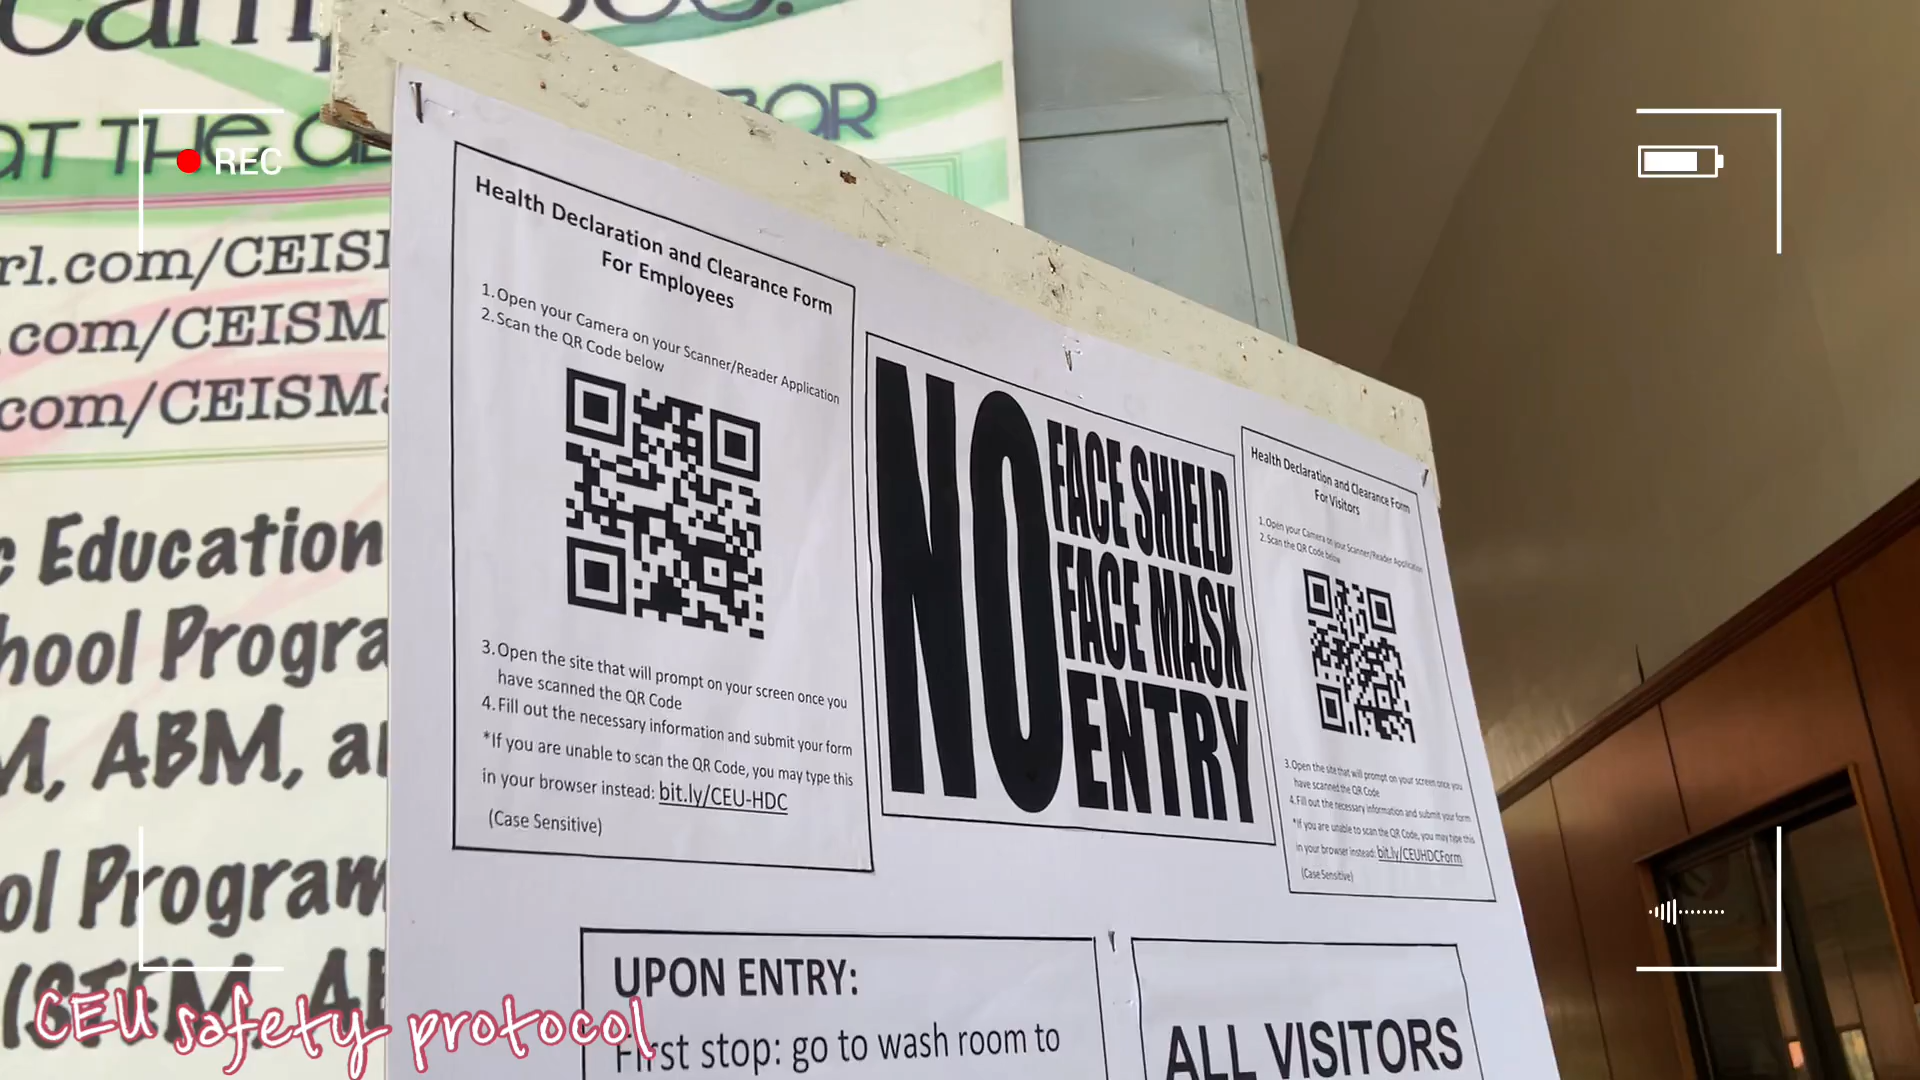 AT THE
REC
rl.com/CEISM
.com/CEISM
com/CEISM
Education
Progra
M, ABM,
Program
Health Declaration and Clearance Form
For Employees
1. Open your Camera on your Scanner/Reader Application
2. Scan the QR Code below
3. Open the site that will prompt on your screen once you
have scanned the QR Code
4. Fill out the necessary information and submit your form
*If you are unable to scan the QR Code, you may type this
in your browser instead: bit.ly/CEU-HDC
(Case Sensitive)
NO
FACE SHIELD
FACE MASK
ENTRY
Health Declaration and Clearance Form
For Visitors
1. Open your Camera on your Scanner/Reader Application
2. Scan the QR Code below
3. Open the site that will prompt on your screen once you
have scanned the QR Code
4. Fill out the necessary information and submit your form
*If you are unable to scan the QR Code, you may type this
in your browser instead: bit.ly/CEUHDCForm
(Case Sensitive)
UPON ENTRY:
First stop: go to wash room to
ALL VISITORS
CEU safety protocol